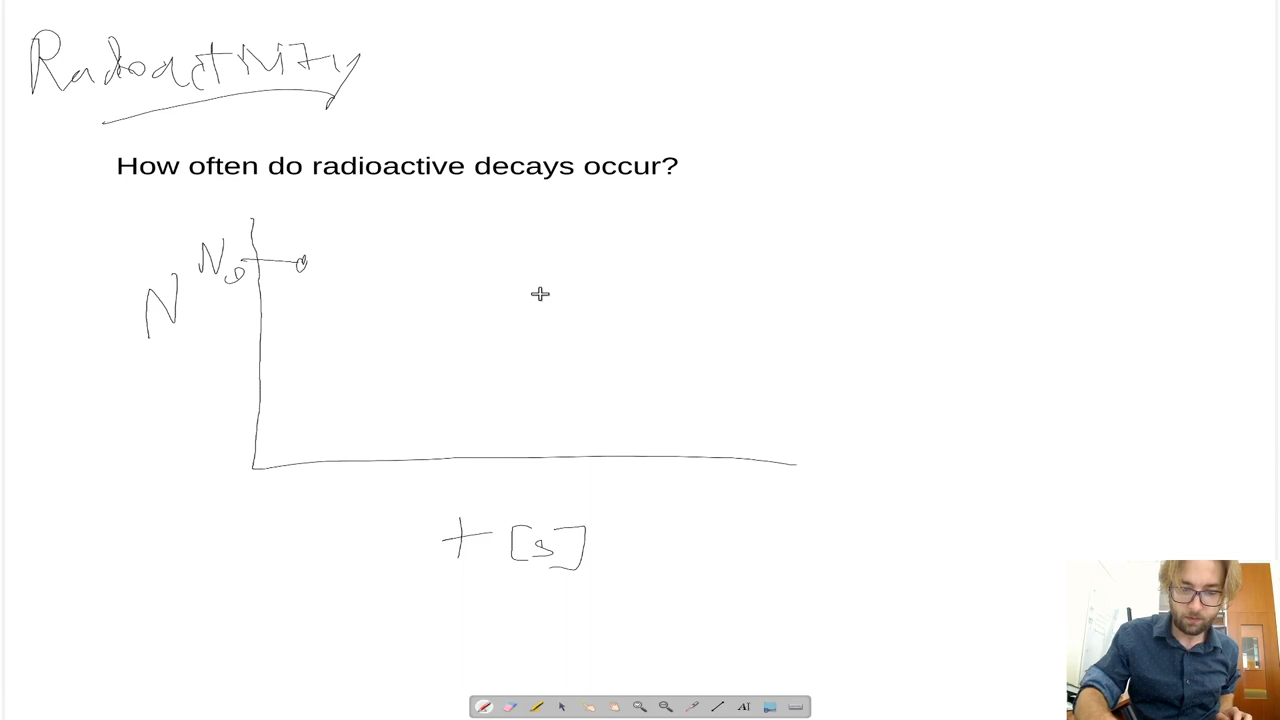 Radioactivity
How often do radioactive decays occur?
N₀
N
t [s]